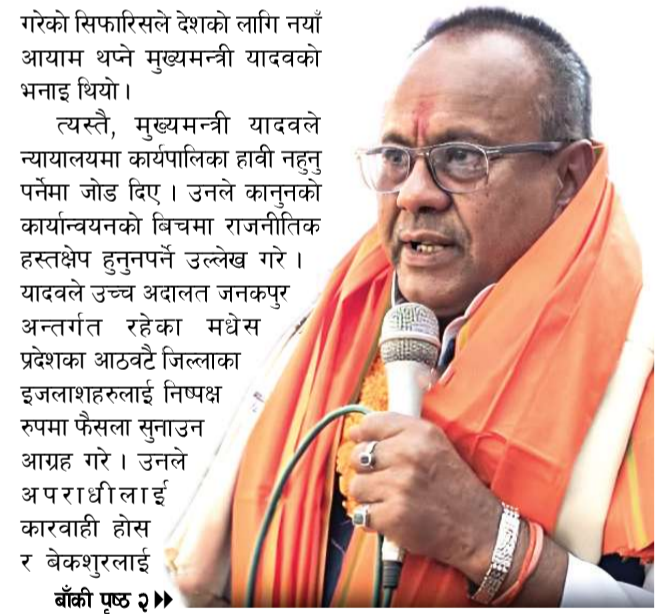 गरेको सिफारिसले देशको लागि नयाँ
आयाम थप्ने मुख्यमन्त्री यादवको
भनाइ थियो ।
त्यस्तै, मुख्यमन्त्री यादवले
न्यायालयमा कार्यपालिका हावी नहुनु
पर्नेमा जोड दिए । उनले कानुनको
कार्यान्वयनको बिचमा राजनीतिक
हस्तक्षेप हुनुनपर्ने उल्लेख गरे ।
यादवले उच्च अदालत जनकपुर
अन्तर्गत रहेका मधेस
प्रदेशका आठवटै जिल्लाका
इजलाशहरुलाई निष्पक्ष
रुपमा फैसला सुनाउन
आग्रह गरे । उनले
अपराधीलाई
कारवाही होस
र बेकशुरलाई
बाँकी पृष्ठ २